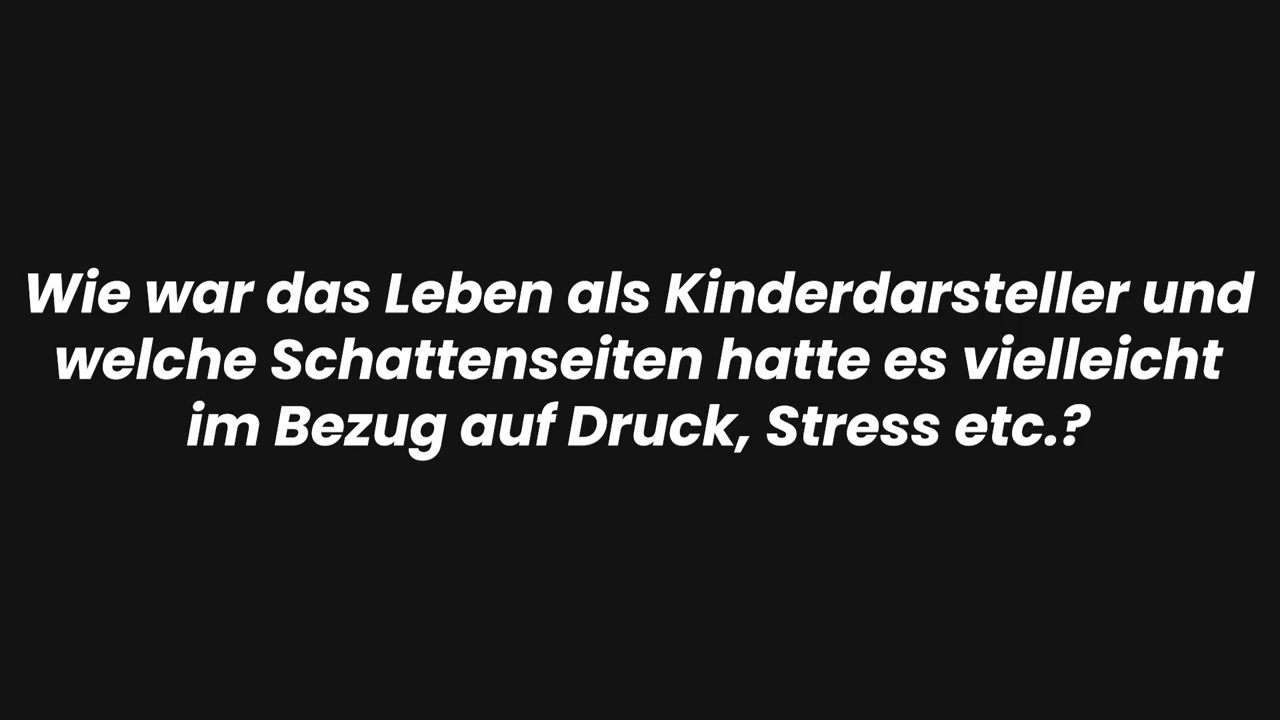 Wie war das Leben als Kinderdarsteller und
welche Schattenseiten hatte es vielleicht
im Bezug auf Druck, Stress etc.?